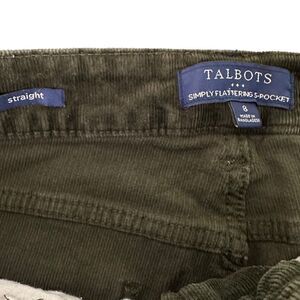 straight
TALBOTS
SIMPLY FLATTERING 5-POCKET
8
MADE IN
BANGLADESH